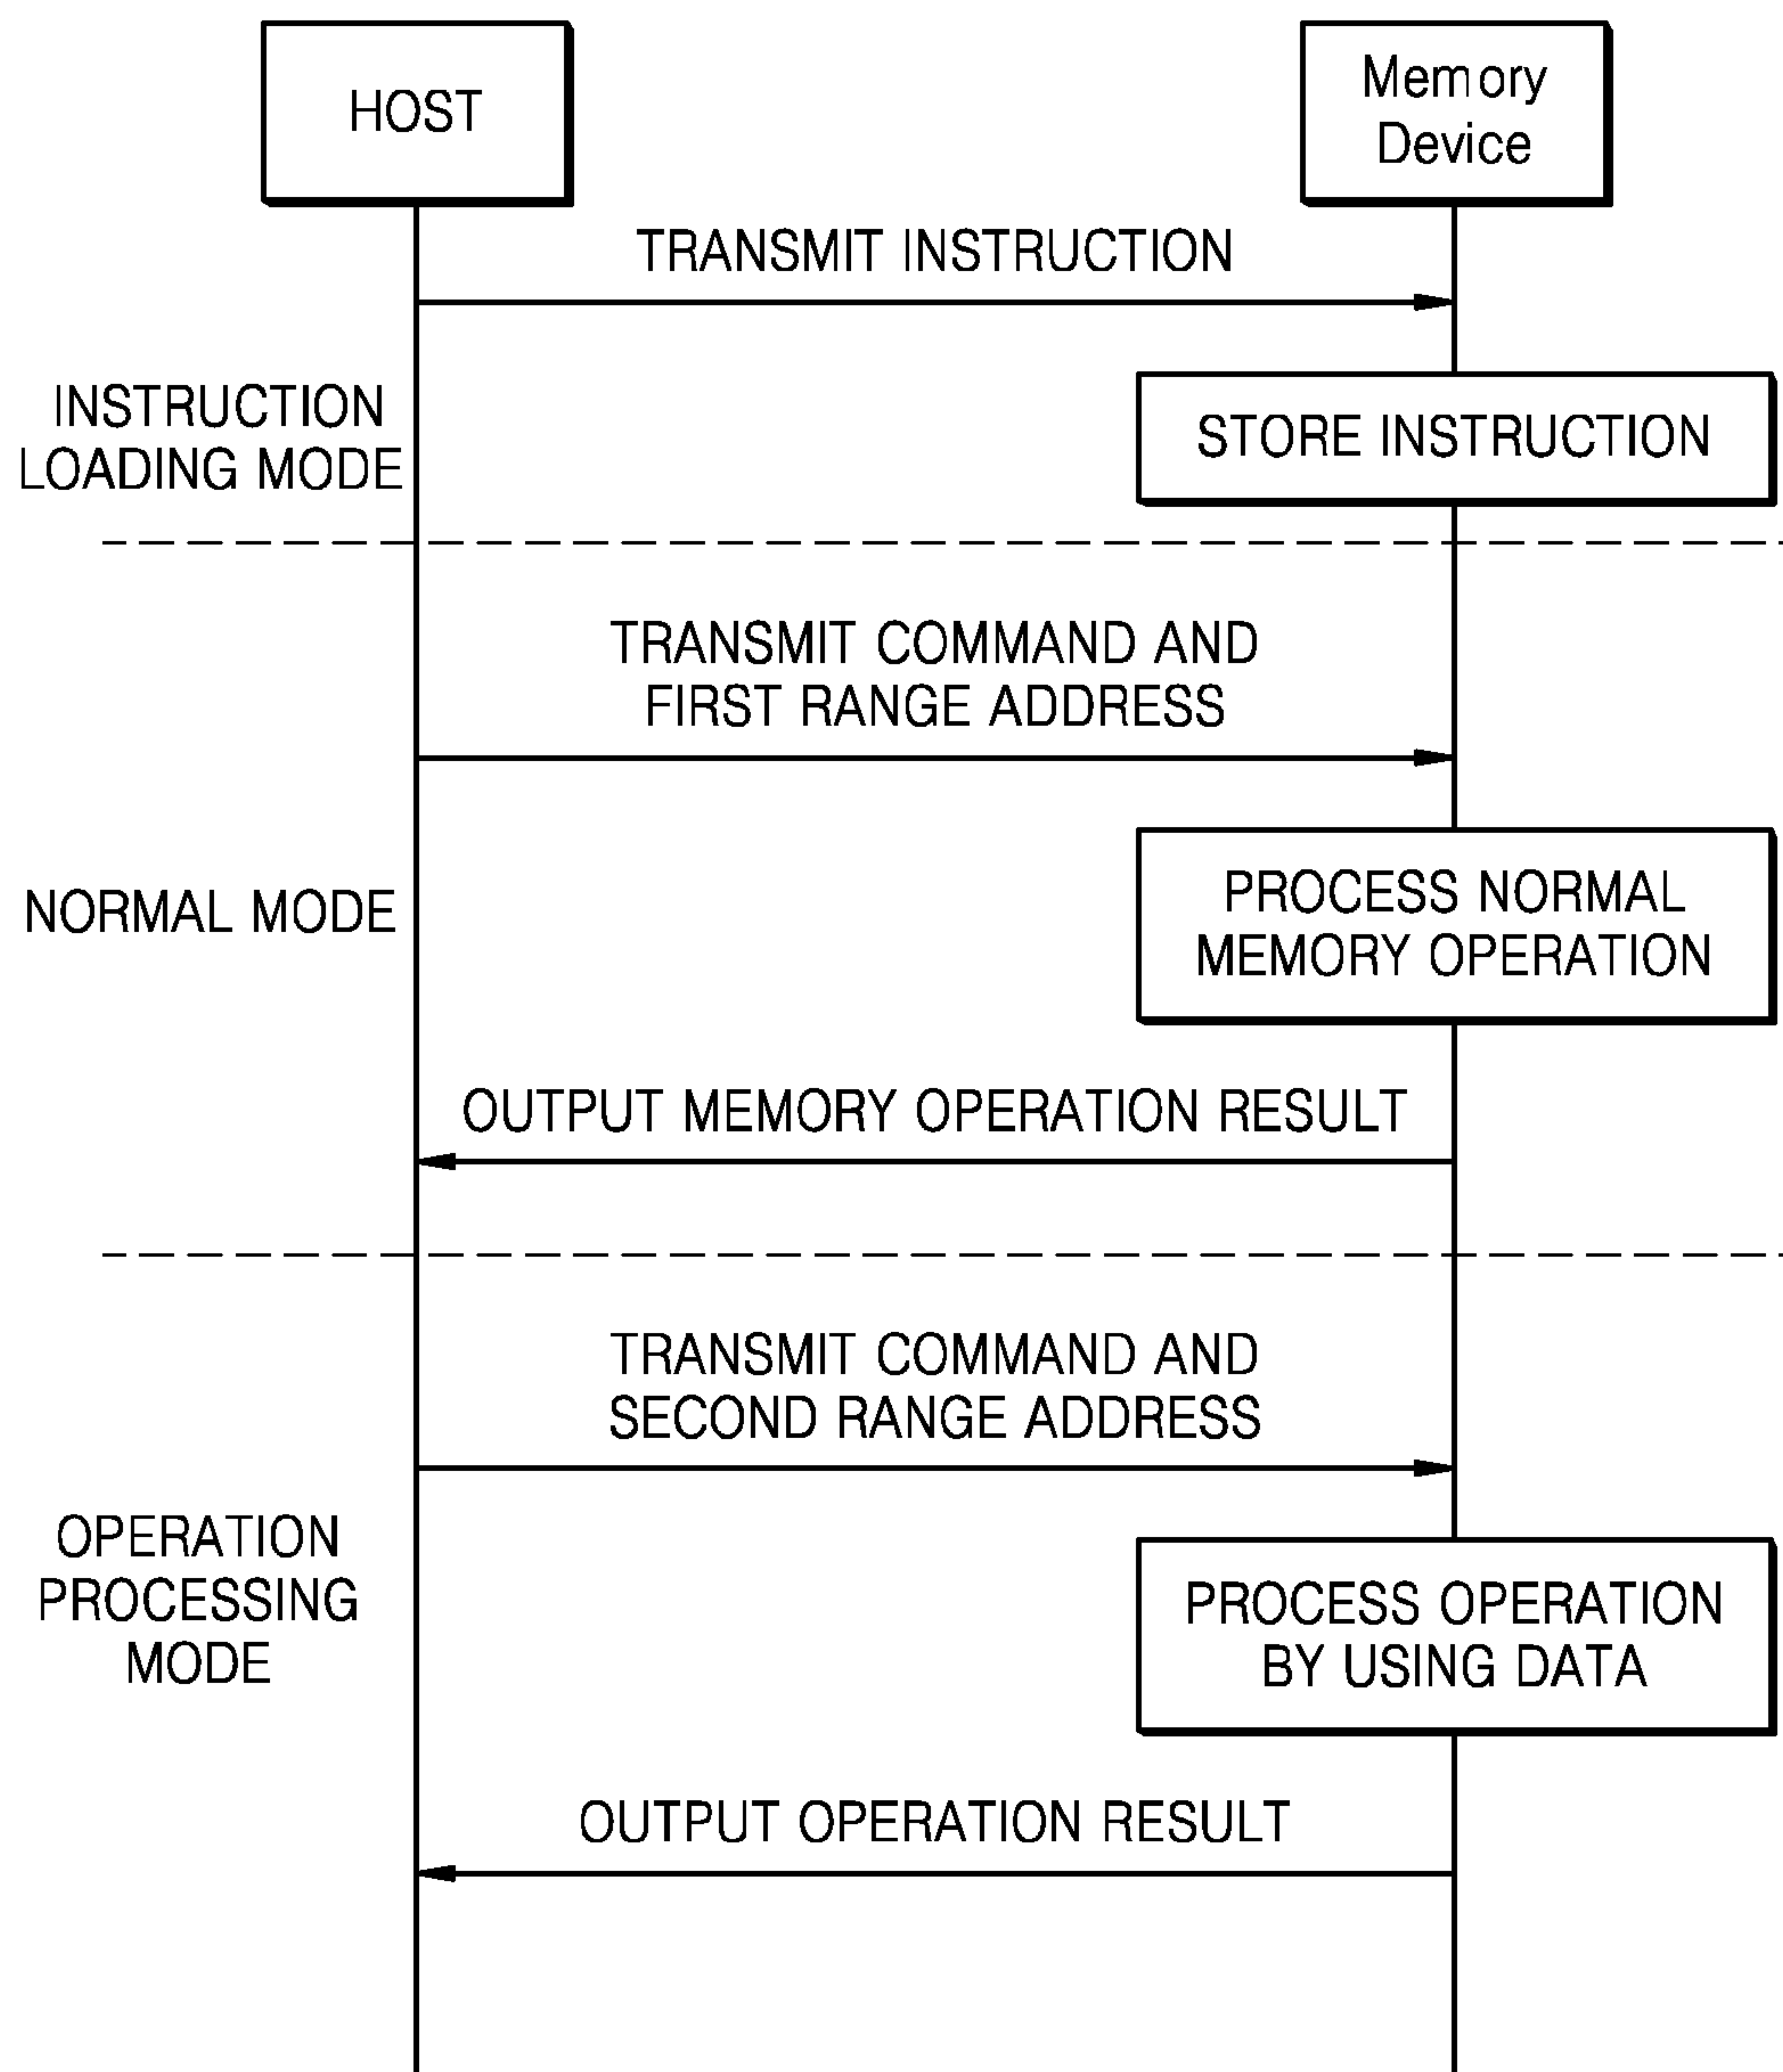 HOST
Memory
Device
TRANSMIT INSTRUCTION
INSTRUCTION
LOADING MODE
STORE INSTRUCTION
TRANSMIT COMMAND AND
FIRST RANGE ADDRESS
NORMAL MODE
PROCESS NORMAL
MEMORY OPERATION
OUTPUT MEMORY OPERATION RESULT
TRANSMIT COMMAND AND
SECOND RANGE ADDRESS
OPERATION
PROCESSING
MODE
PROCESS OPERATION
BY USING DATA
OUTPUT OPERATION RESULT